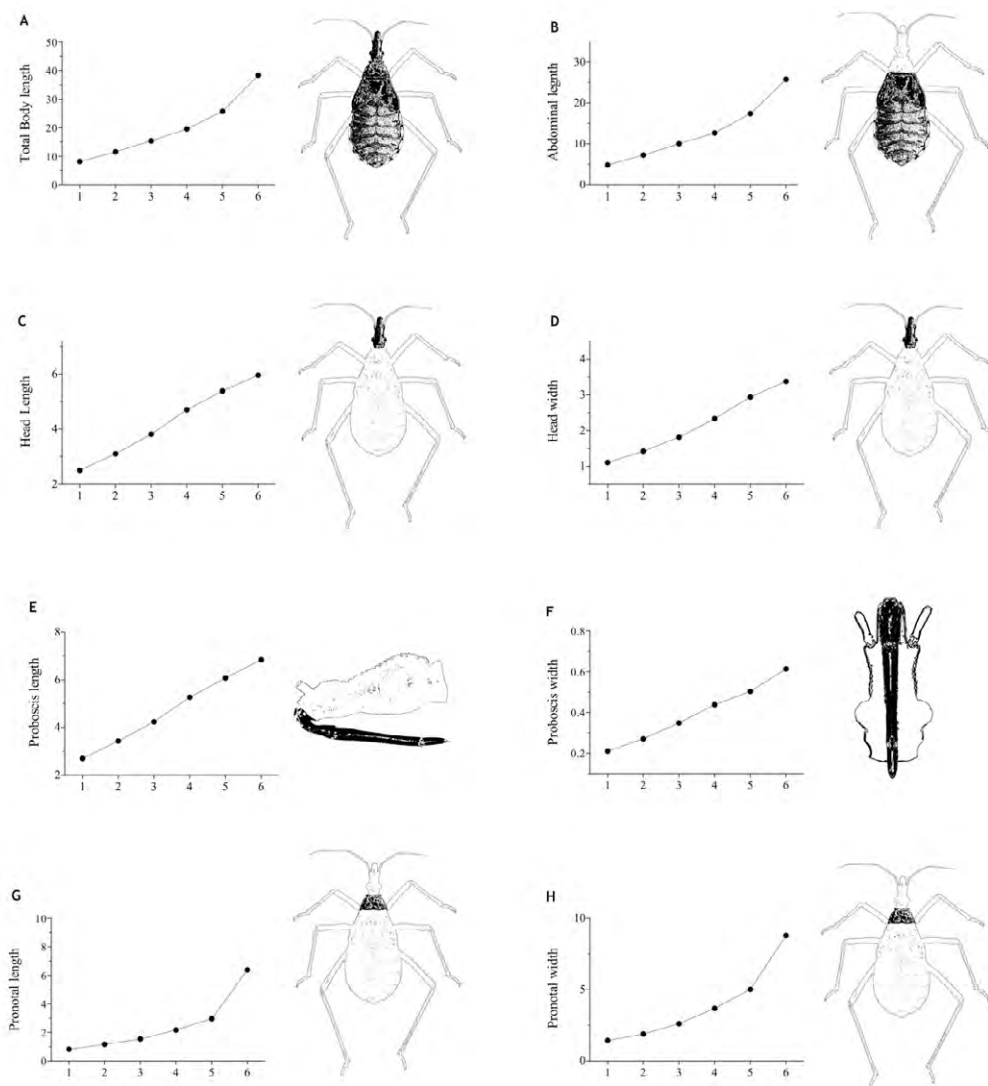 A
Total Body length
50
40
30
20
10
0
1 2 3 4 5 6
B
Abdominal legnth
30
20
10
0
1 2 3 4 5 6
C
Head Length
6
4
2
1 2 3 4 5 6
D
Head width
4
3
2
1
1 2 3 4 5 6
E
Proboscis length
8
6
4
2
1 2 3 4 5 6
F
Proboscis width
0.8
0.6
0.4
0.2
1 2 3 4 5 6
G
Pronotal length
10
8
6
4
2
0
1 2 3 4 5 6
H
Pronotal width
10
5
0
1 2 3 4 5 6